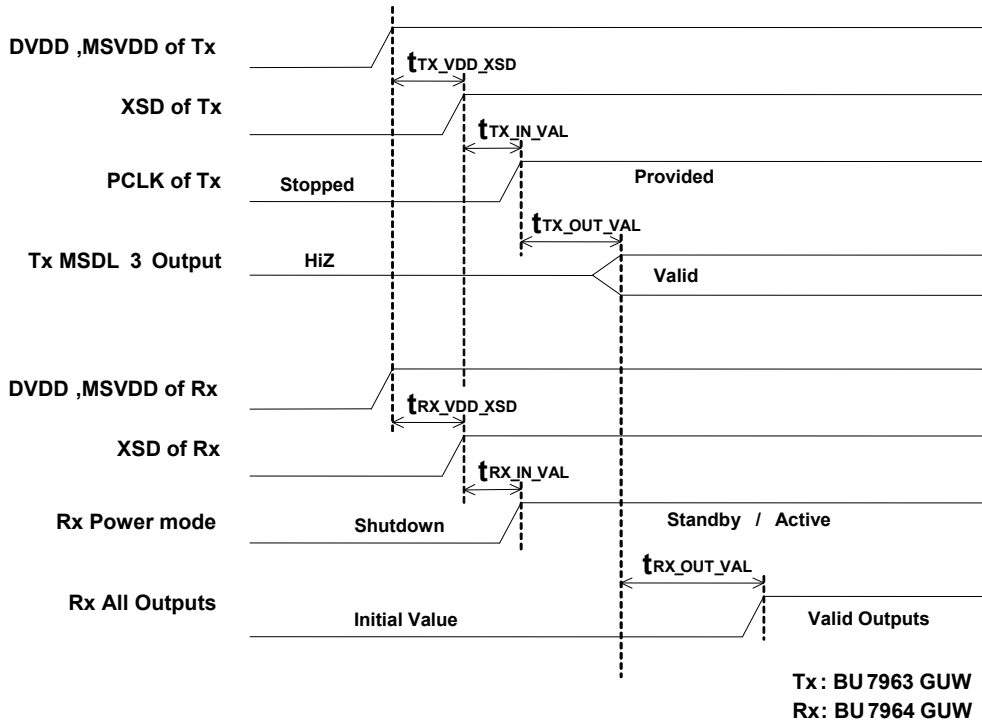 DVDD ,MSVDD of Tx
tTX_VDD_XSD
XSD of Tx
tTX_IN_VAL
PCLK of Tx
Stopped
Provided
tTX_OUT_VAL
Tx MSDL 3 Output
HiZ
Valid
DVDD ,MSVDD of Rx
tRX_VDD_XSD
XSD of Rx
tRX_IN_VAL
Rx Power mode
Shutdown
Standby / Active
tRX_OUT_VAL
Rx All Outputs
Initial Value
Valid Outputs
Tx: BU 7963 GUW
Rx: BU 7964 GUW